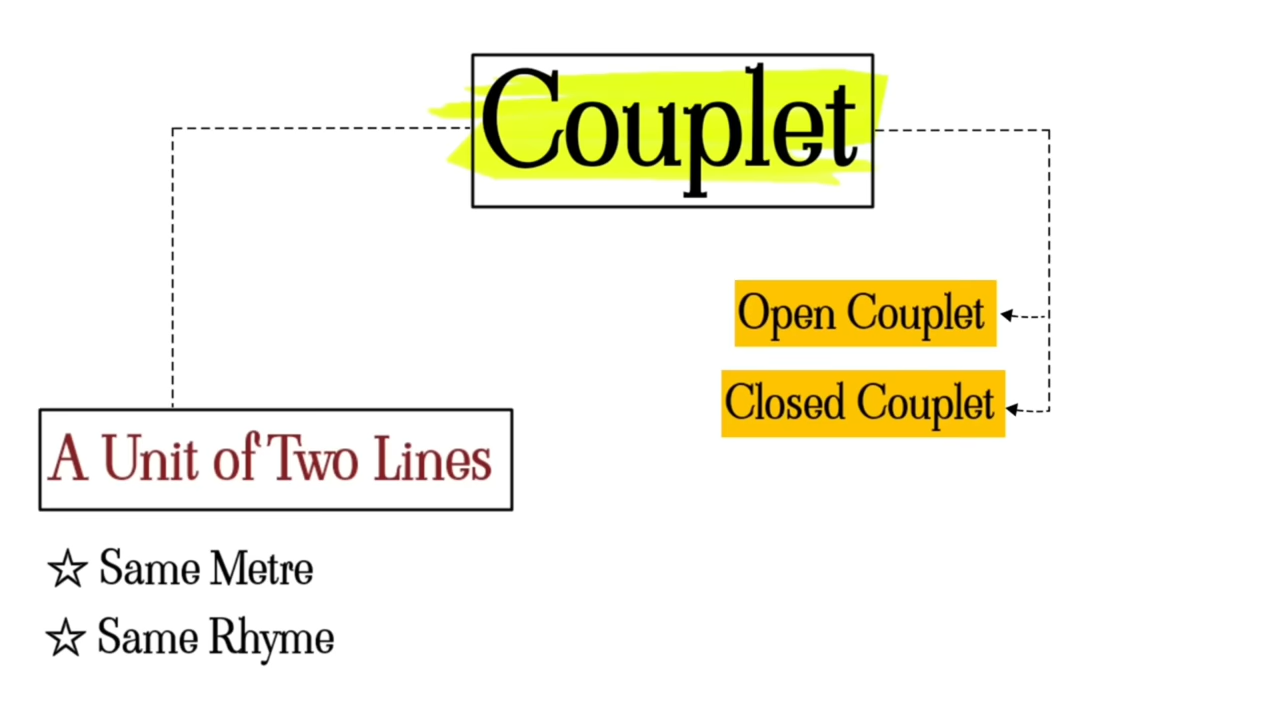 Couplet
Open Couplet
Closed Couplet
A Unit of Two Lines
☆ Same Metre
☆ Same Rhyme